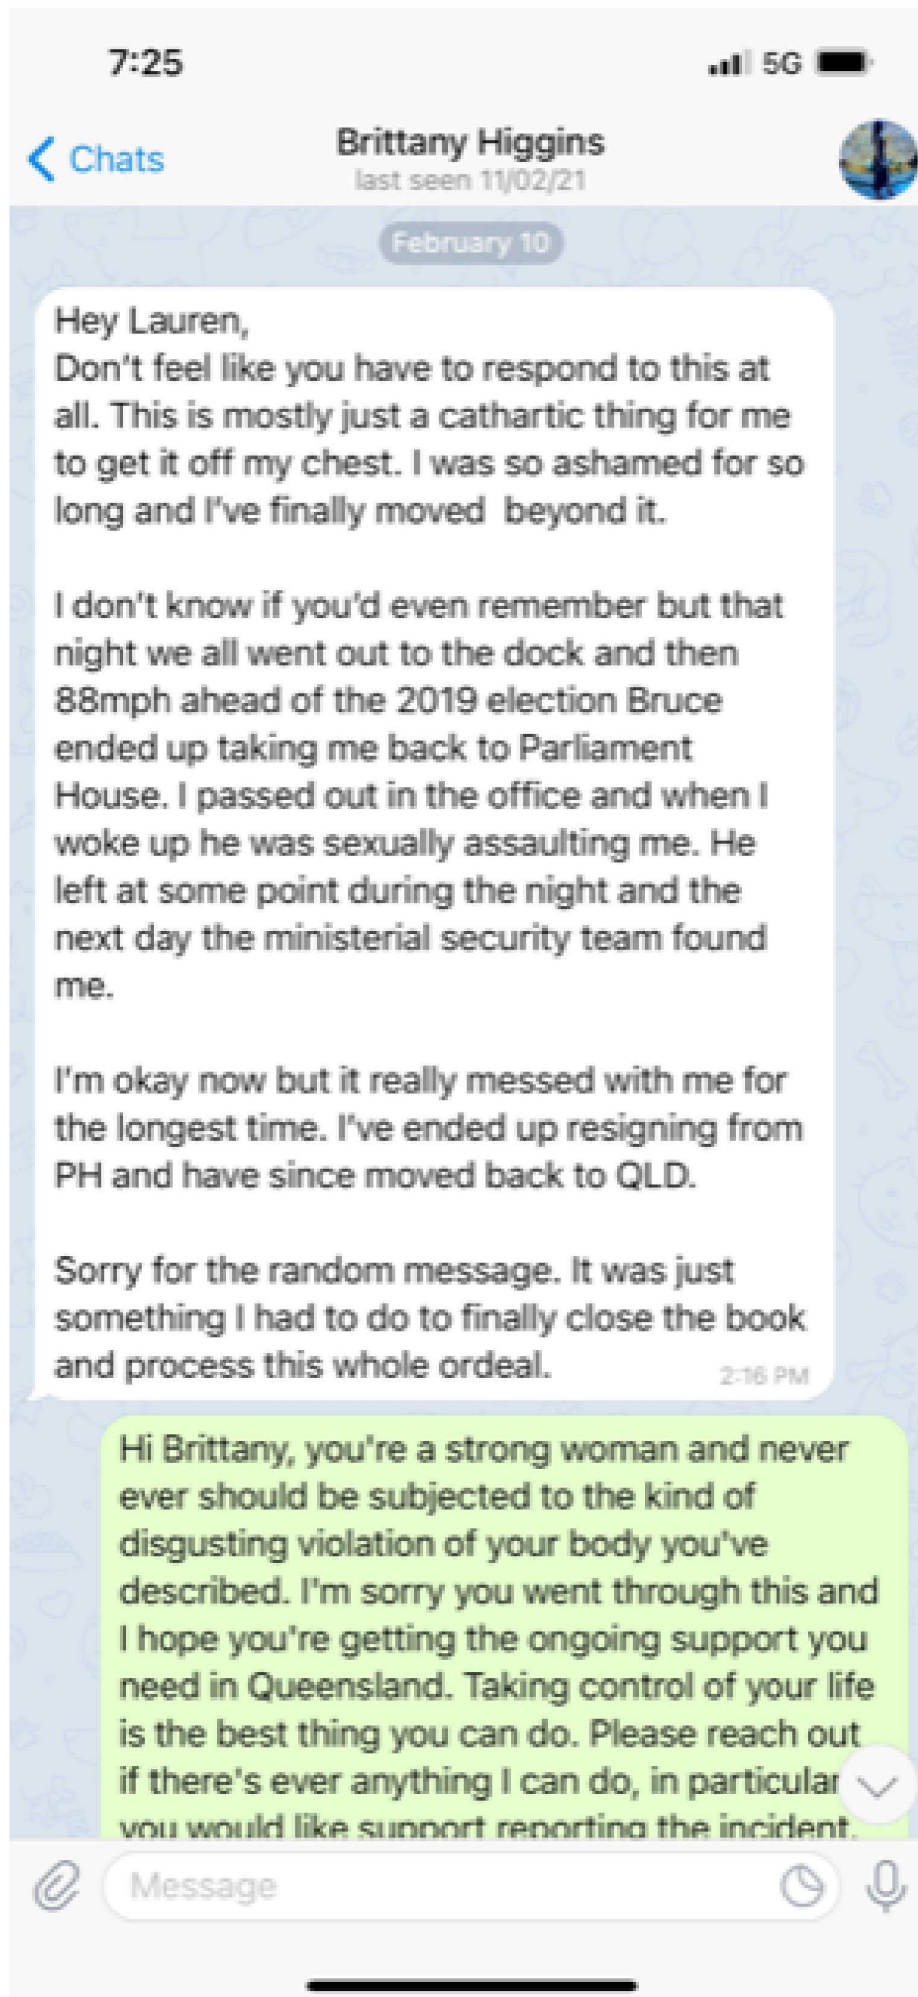 7:25 5G
Chats
Brittany Higgins
last seen 11/02/21
February 10
Hey Lauren,
Don't feel like you have to respond to this at
all. This is mostly just a cathartic thing for me
to get it off my chest. I was so ashamed for so
long and I've finally moved  beyond it.
I don't know if you'd even remember but that
night we all went out to the dock and then
88mph ahead of the 2019 election Bruce
ended up taking me back to Parliament
House. I passed out in the office and when I
woke up he was sexually assaulting me. He
left at some point during the night and the
next day the ministerial security team found
me.
I'm okay now but it really messed with me for
the longest time. I've ended up resigning from
PH and have since moved back to QLD.
Sorry for the random message. It was just
something I had to do to finally close the book
and process this whole ordeal.
2:16 PM
Hi Brittany, you're a strong woman and never
ever should be subjected to the kind of
disgusting violation of your body you've
described. I'm sorry you went through this and
I hope you're getting the ongoing support you
need in Queensland. Taking control of your life
is the best thing you can do. Please reach out
if there's ever anything I can do, in particular
you would like support reporting the incident.
Message